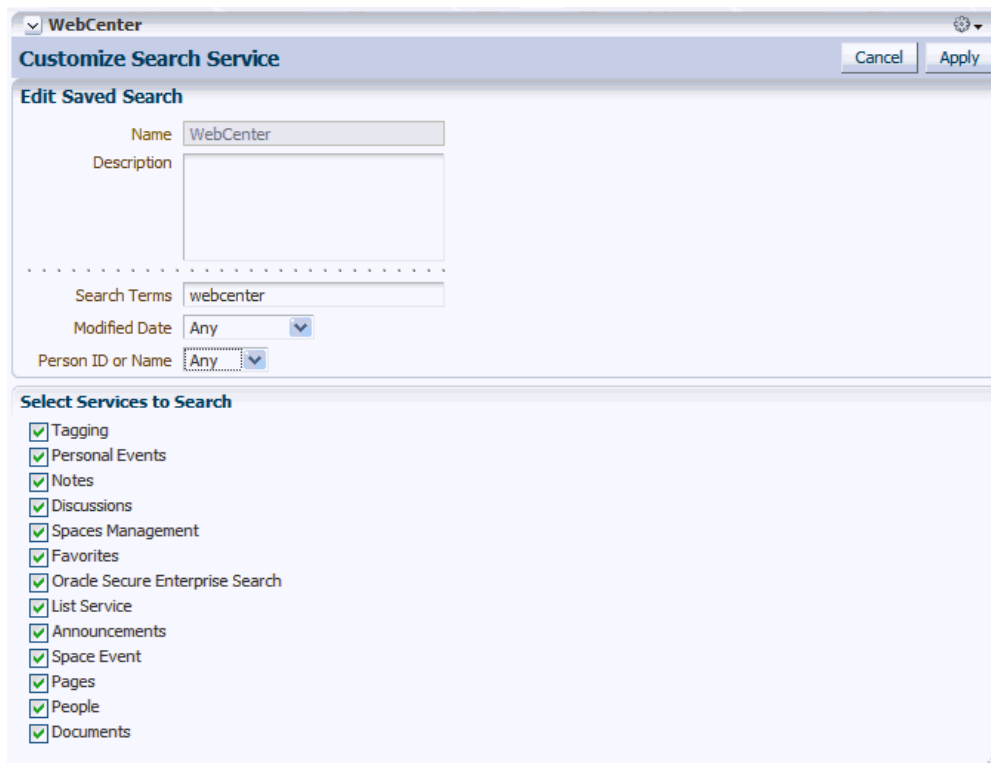 WebCenter
Customize Search Service
Cancel
Apply
Edit Saved Search
Name WebCenter
Description
Search Terms webcenter
Modified Date Any
Person ID or Name Any
Select Services to Search
Tagging
Personal Events
Notes
Discussions
Spaces Management
Favorites
Oracle Secure Enterprise Search
List Service
Announcements
Space Event
Pages
People
Documents